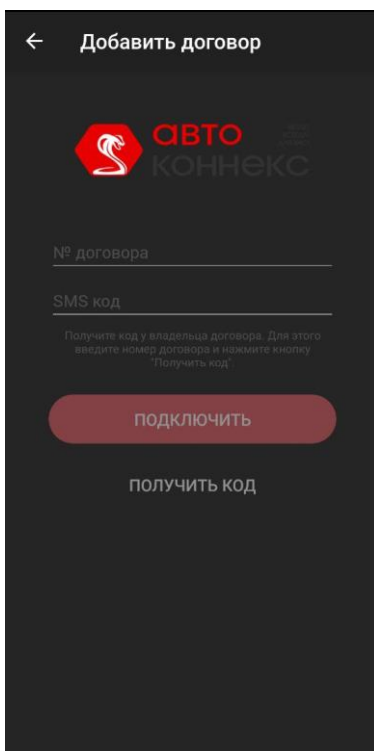 Добавить договор
авто
коннекс
№ договора
SMS код
Получите код у владельца договора. Для этого
введите номер договора и нажмите кнопку
"Получить код".
ПОДКЛЮЧИТЬ
ПОЛУЧИТЬ КОД